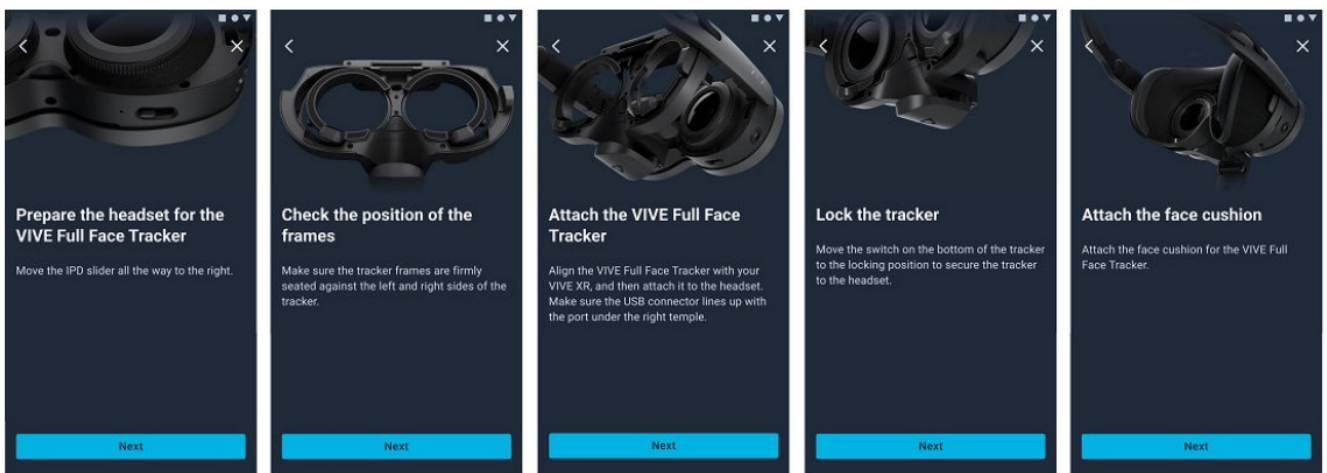 Prepare the headset for the
VIVE Full Face Tracker
Move the IPD slider all the way to the right.
Next
Check the position of the
frames
Make sure the tracker frames are firmly
seated against the left and right sides of the
tracker.
Next
Attach the VIVE Full Face
Tracker
Align the VIVE Full Face Tracker with your
VIVE XR, and then attach it to the headset.
Make sure the USB connector lines up with
the port under the right temple.
Next
Lock the tracker
Move the switch on the bottom of the tracker
to the locking position to secure the tracker
to the headset.
Next
Attach the face cushion
Attach the face cushion for the VIVE Full
Face Tracker.
Next